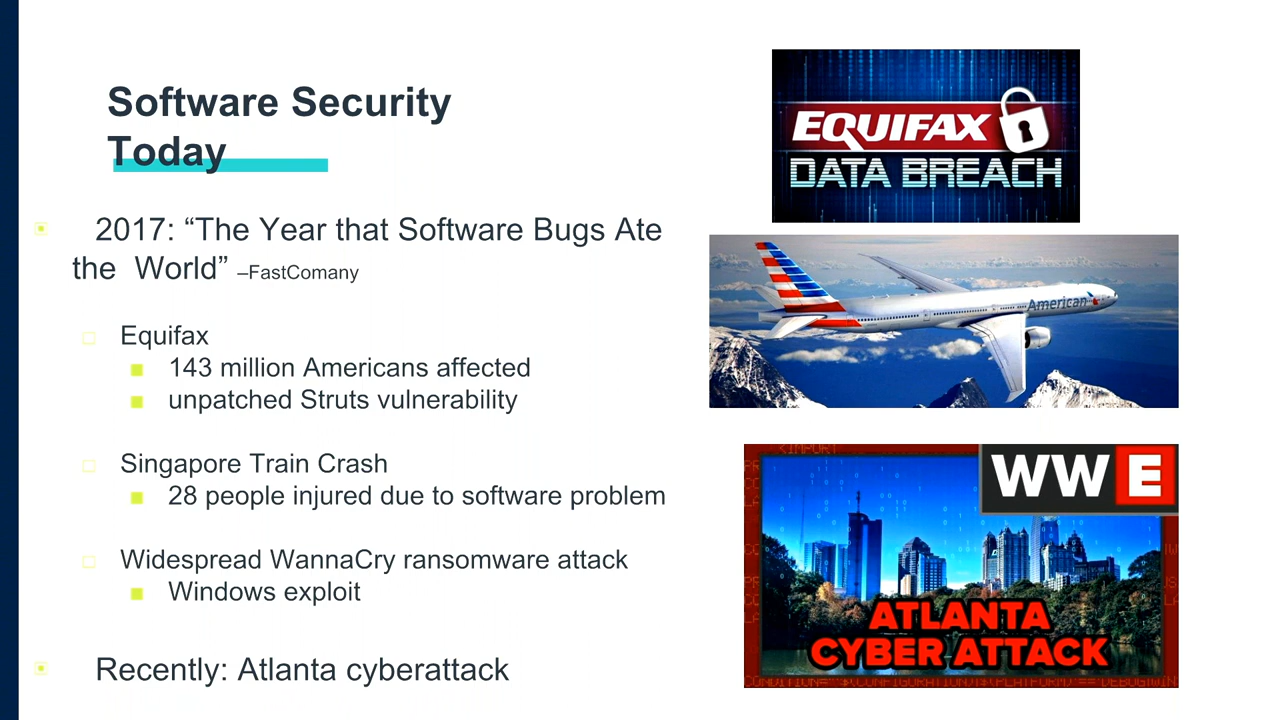 Software Security
Today
2017: “The Year that Software Bugs Ate
the World” –FastComany
Equifax
143 million Americans affected
unpatched Struts vulnerability
Singapore Train Crash
28 people injured due to software problem
Widespread WannaCry ransomware attack
Windows exploit
Recently: Atlanta cyberattack
EQUIFAX
DATA BREACH
American
WWE
ATLANTA
CYBER ATTACK